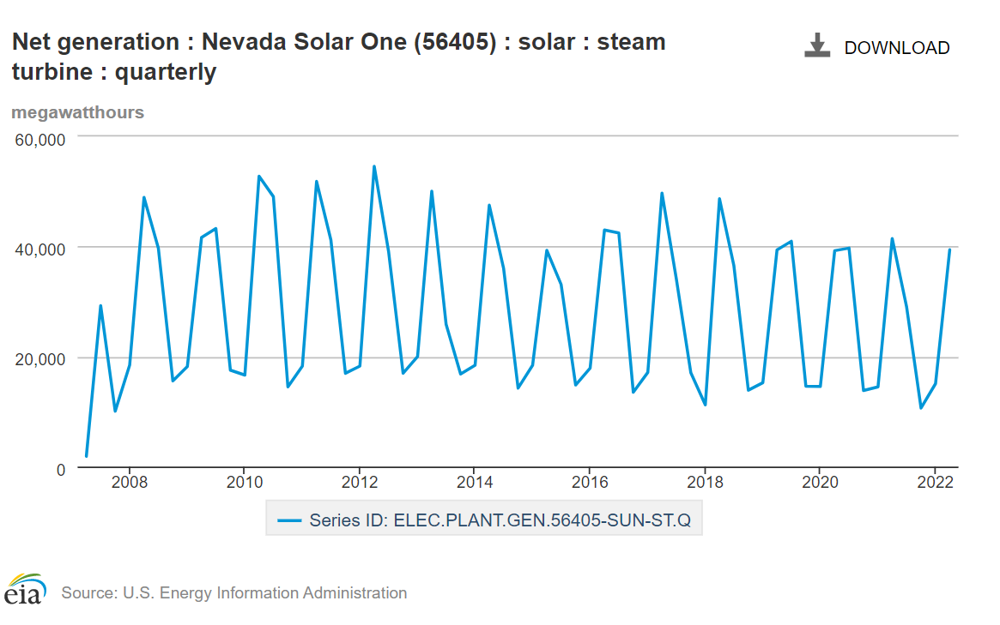 Net generation : Nevada Solar One (56405) : solar : steam
turbine : quarterly
DOWNLOAD
megawatthours
60,000
40,000
20,000
0
2008 2010 2012 2014 2016 2018 2020 2022
Series ID: ELEC.PLANT.GEN.56405-SUN-ST.Q
eia
Source: U.S. Energy Information Administration